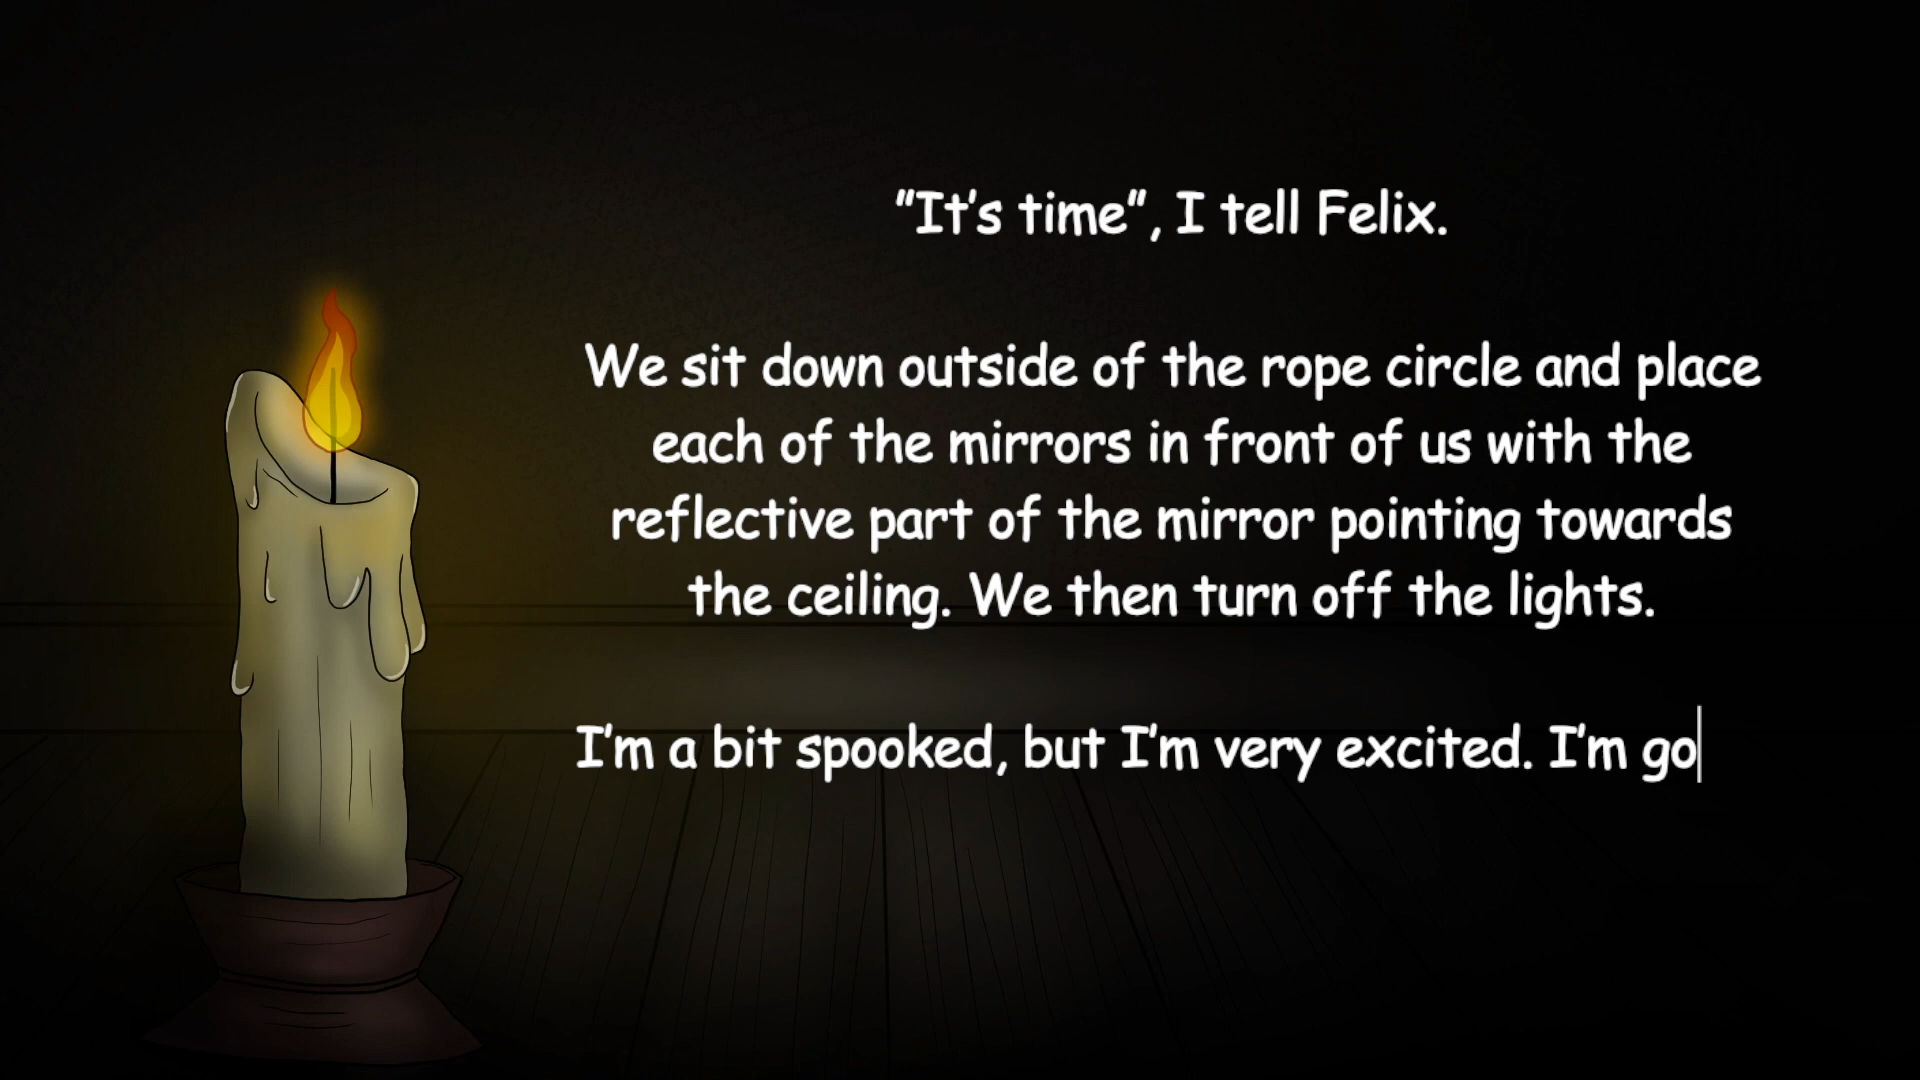 "It's time", I tell Felix.
We sit down outside of the rope circle and place
each of the mirrors in front of us with the
reflective part of the mirror pointing towards
the ceiling. We then turn off the lights.
I'm a bit spooked, but I'm very excited. I'm go